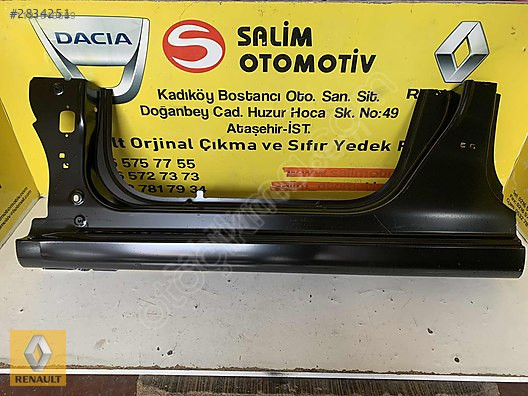 #2834251
DACIA
SALİM
OTOMOTİV
Kadıköy Bostancı Oto. San. Sit.
Doğanbey Cad. Huzur Hoca Sk. No:49
Ataşehir-İST.
lt Orjinal Çıkma ve Sıfır Yedek
575 77 55
572 73 73
781 79 34
RENAULT